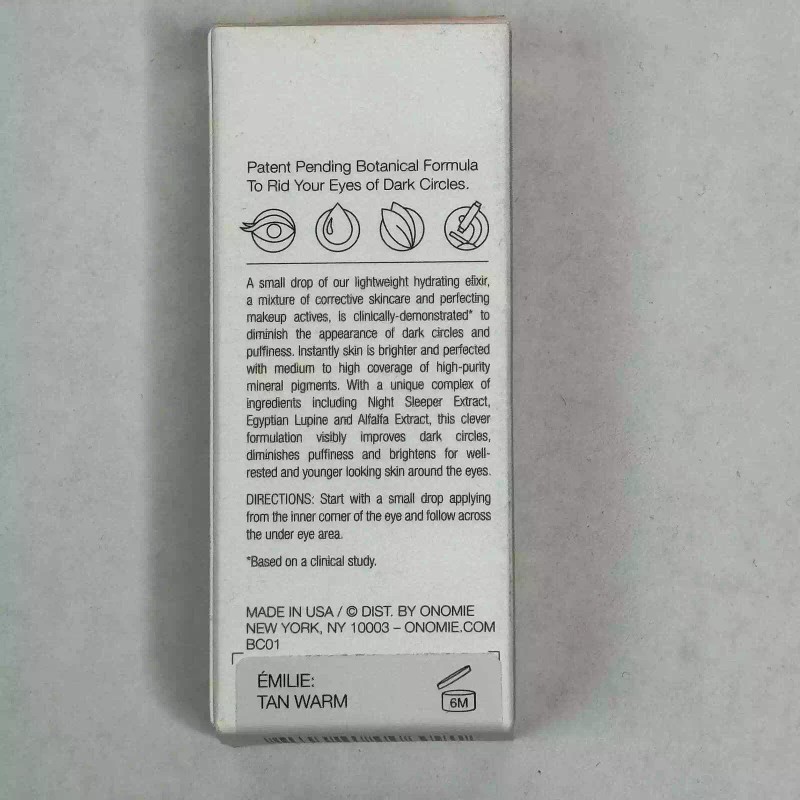 Patent Pending Botanical Formula
To Rid Your Eyes of Dark Circles.
A small drop of our lightweight hydrating elixir,
a mixture of corrective skincare and perfecting
makeup actives, is clinically-demonstrated* to
diminish the appearance of dark circles and
puffiness. Instantly skin is brighter and perfected
with medium to high coverage of high-purity
mineral pigments. With a unique complex of
ingredients including Night Sleeper Extract,
Egyptian Lupine and Alfalfa Extract, this clever
formulation visibly improves dark circles,
diminishes puffiness and brightens for well-
rested and younger looking skin around the eyes.
DIRECTIONS: Start with a small drop applying
from the inner corner of the eye and follow across
the under eye area.
*Based on a clinical study.
MADE IN USA / © DIST. BY ONOMIE
NEW YORK, NY 10003 – ONOMIE.COM
BC01
ÉMILIE:
TAN WARM
6M